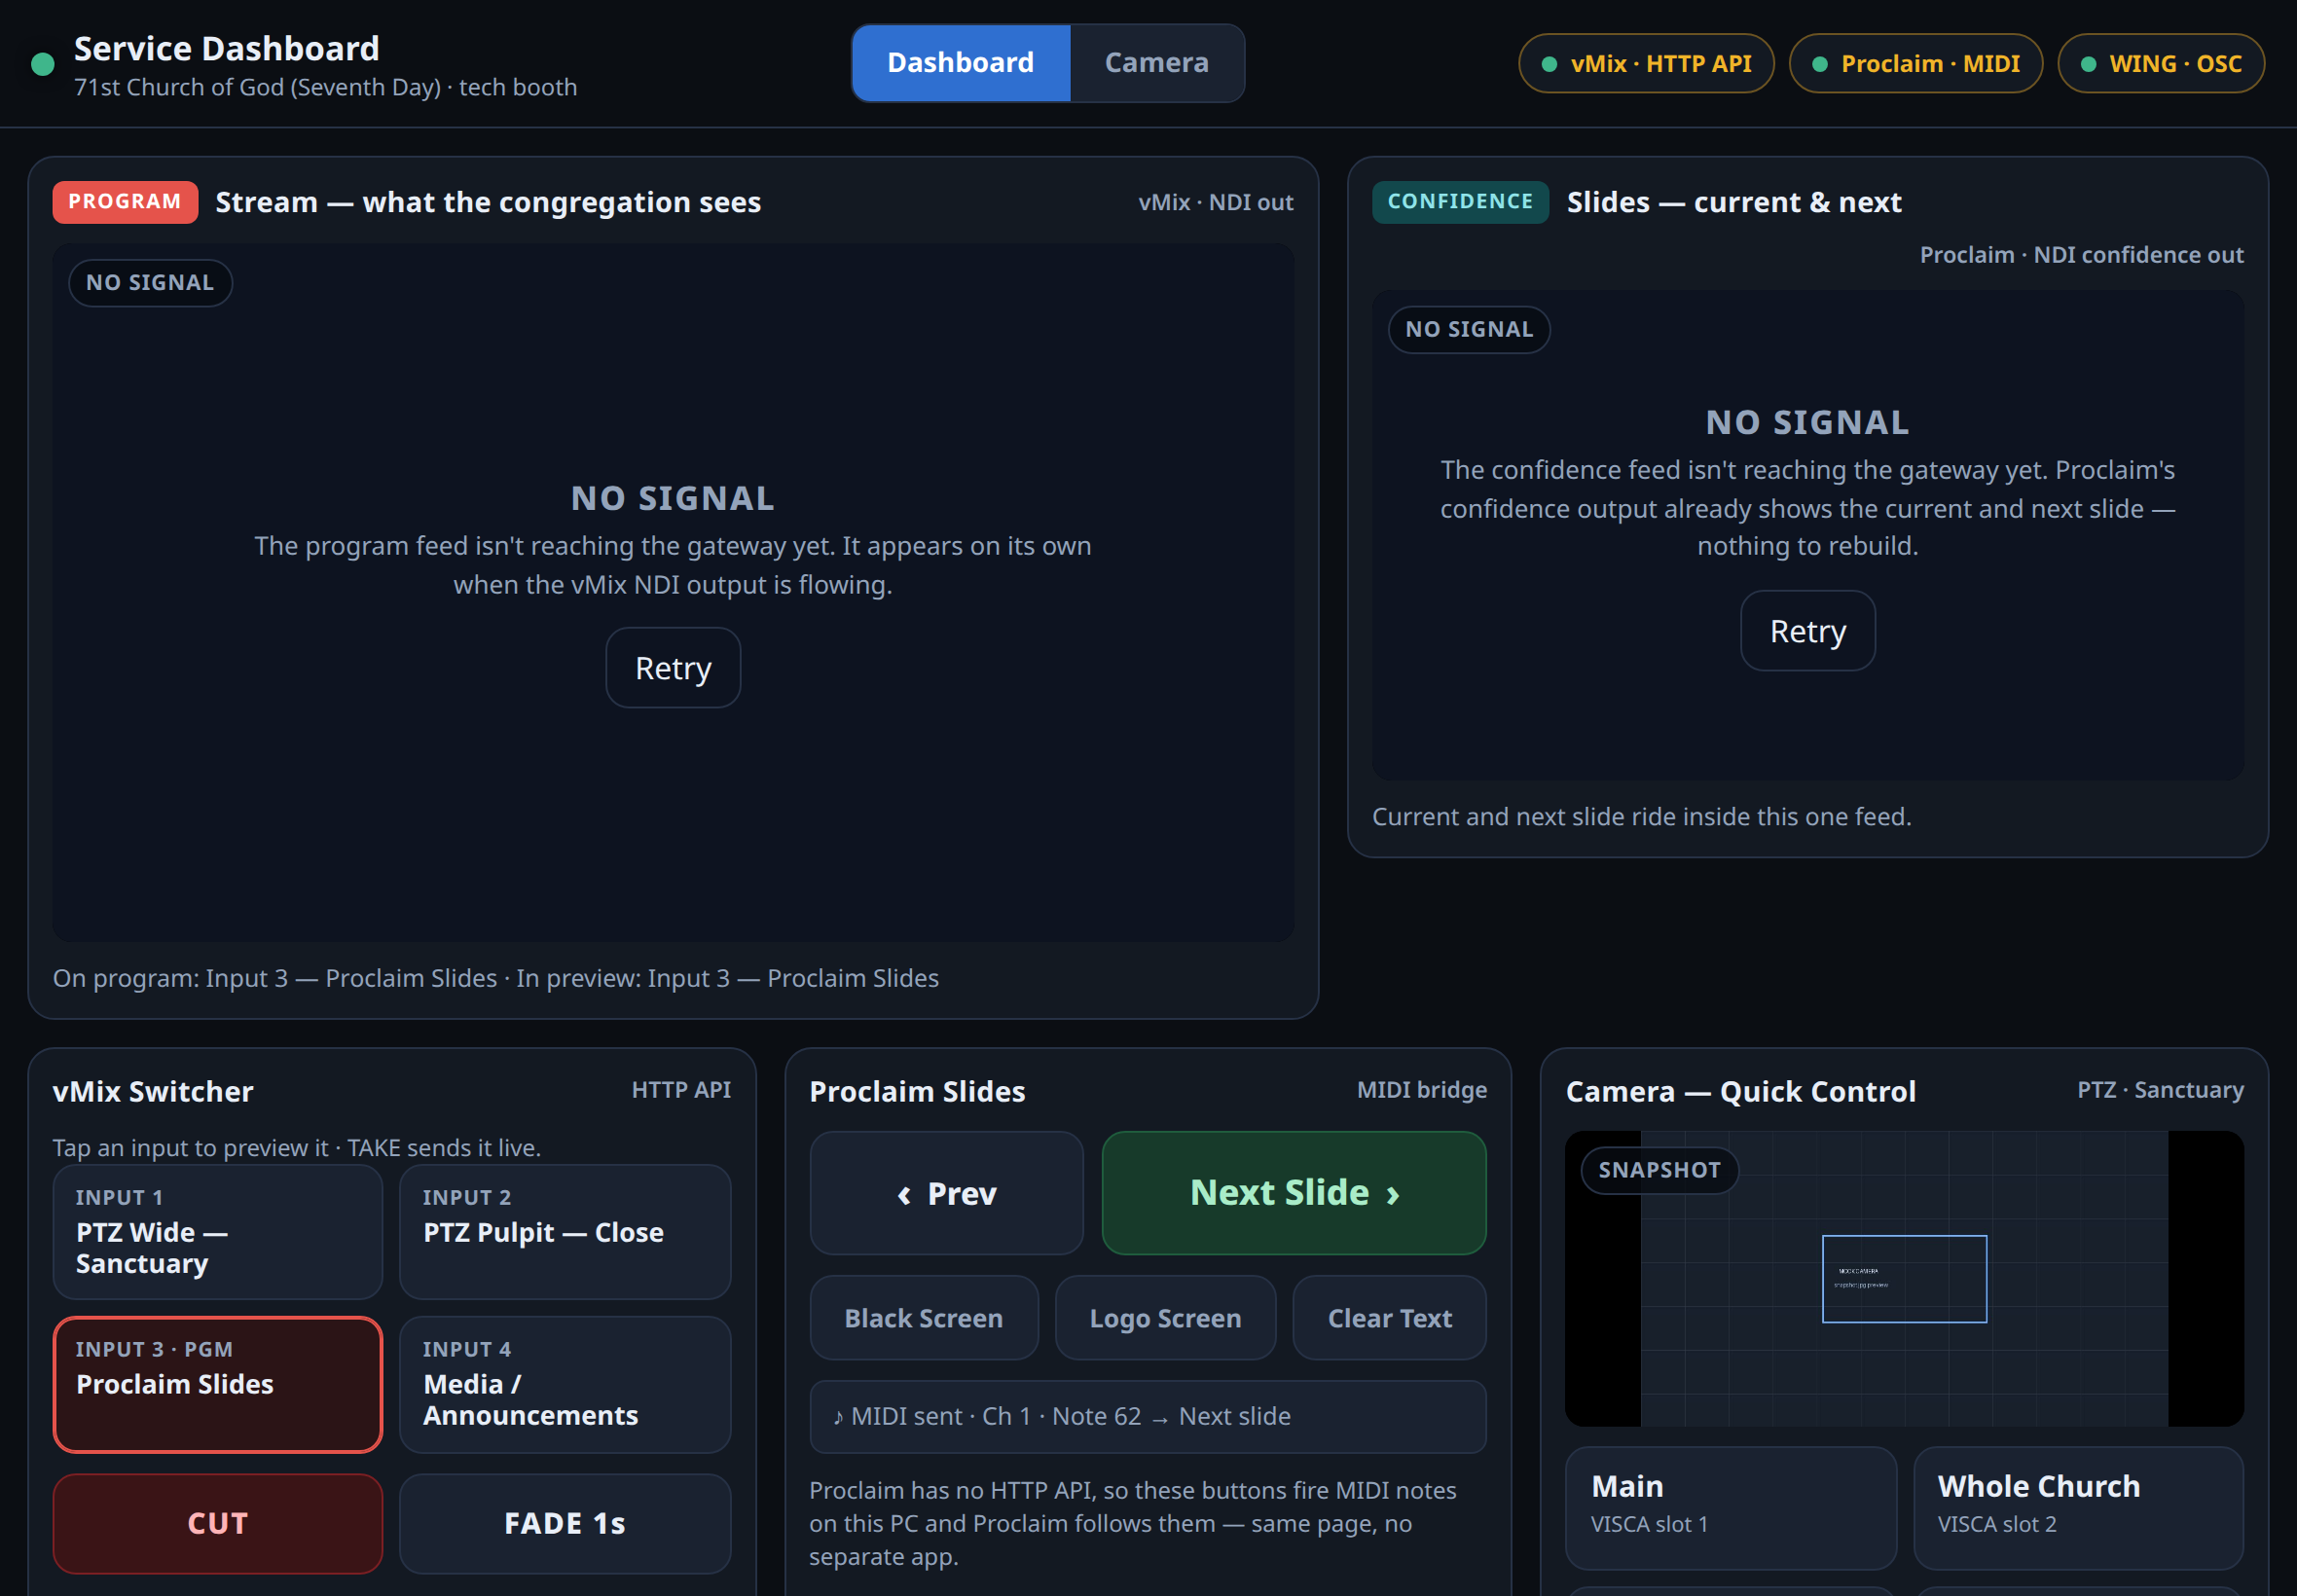 Service Dashboard
71st Church of God (Seventh Day) · tech booth
Dashboard
Camera
vMix · HTTP API
Proclaim · MIDI
WING · OSC
PROGRAM
Stream — what the congregation sees
vMix · NDI out
NO SIGNAL
NO SIGNAL
The program feed isn't reaching the gateway yet. It appears on its own
when the vMix NDI output is flowing.
Retry
On program: Input 3 — Proclaim Slides · In preview: Input 3 — Proclaim Slides
CONFIDENCE
Slides — current & next
Proclaim · NDI confidence out
NO SIGNAL
NO SIGNAL
The confidence feed isn't reaching the gateway yet. Proclaim's
confidence output already shows the current and next slide —
nothing to rebuild.
Retry
Current and next slide ride inside this one feed.
vMix Switcher
HTTP API
Tap an input to preview it · TAKE sends it live.
INPUT 1
PTZ Wide —
Sanctuary
INPUT 2
PTZ Pulpit — Close
INPUT 3 · PGM
Proclaim Slides
INPUT 4
Media /
Announcements
CUT
FADE 1s
Proclaim Slides
MIDI bridge
‹ Prev
Next Slide ›
Black Screen
Logo Screen
Clear Text
♪ MIDI sent · Ch 1 · Note 62 → Next slide
Proclaim has no HTTP API, so these buttons fire MIDI notes
on this PC and Proclaim follows them — same page, no
separate app.
Camera — Quick Control
PTZ · Sanctuary
SNAPSHOT
MOCK CAMERA
snapshot.jpg preview
Main
VISCA slot 1
Whole Church
VISCA slot 2